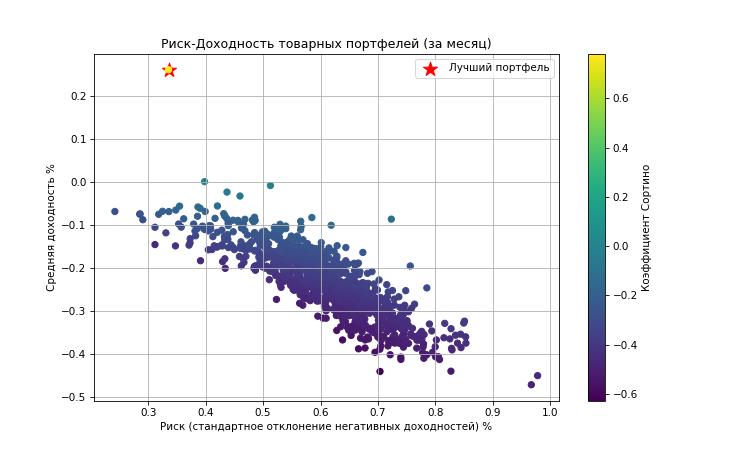 Риск-Доходность товарных портфелей (за месяц)
Лучший портфель
Средняя доходность %
0.2
0.1
0.0
−0.1
−0.2
−0.3
−0.4
−0.5
0.3 0.4 0.5 0.6 0.7 0.8 0.9 1.0
Риск (стандартное отклонение негативных доходностей) %
0.6
0.4
0.2
0.0
−0.2
−0.4
−0.6
Коэффициент Сортино